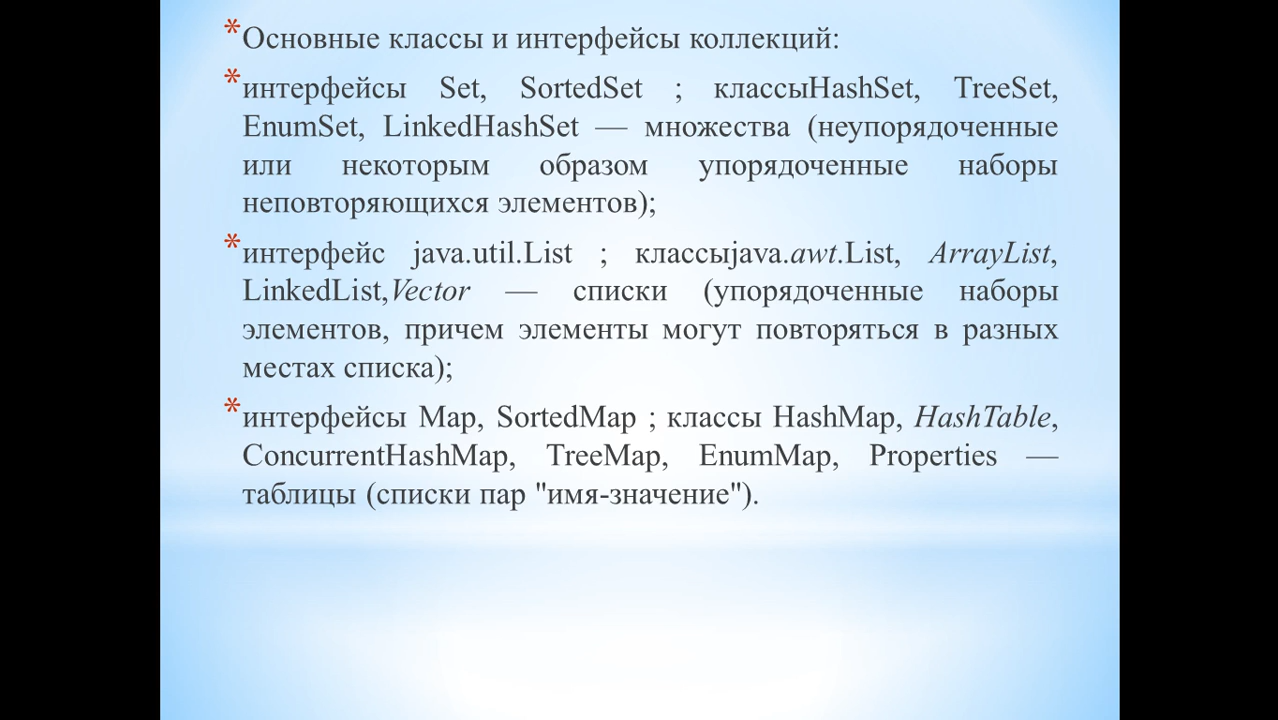 *Основные классы и интерфейсы коллекций:
*интерфейсы Set, SortedSet ; классыHashSet, TreeSet,
EnumSet, LinkedHashSet — множества (неупорядоченные
или некоторым образом упорядоченные наборы
неповторяющихся элементов);
*интерфейс java.util.List ; классыjava.awt.List, ArrayList,
LinkedList,Vector — списки (упорядоченные наборы
элементов, причем элементы могут повторяться в разных
местах списка);
*интерфейсы Map, SortedMap ; классы HashMap, HashTable,
ConcurrentHashMap, TreeMap, EnumMap, Properties —
таблицы (списки пар "имя-значение").